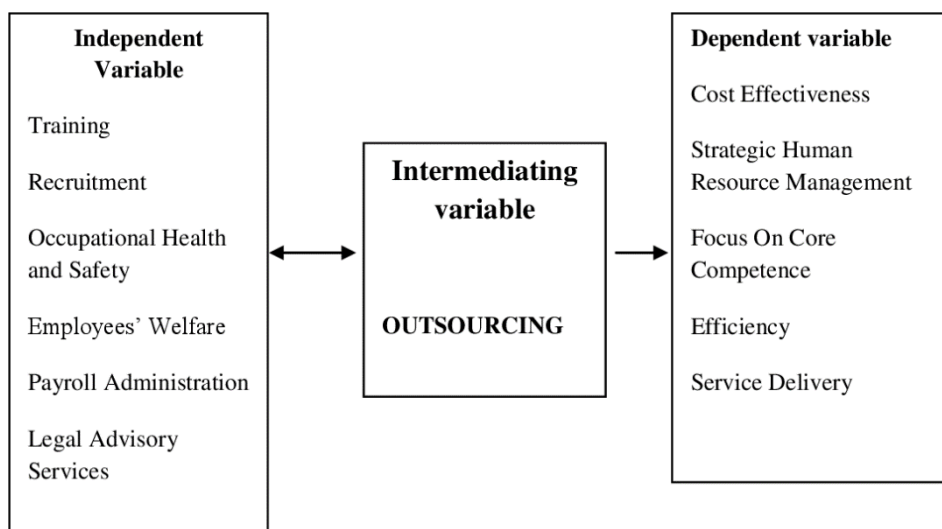 Independent
Variable
Training
Recruitment
Occupational Health
and Safety
Employees’ Welfare
Payroll Administration
Legal Advisory
Services
Intermediating
variable
OUTSOURCING
Dependent variable
Cost Effectiveness
Strategic Human
Resource Management
Focus On Core
Competence
Efficiency
Service Delivery